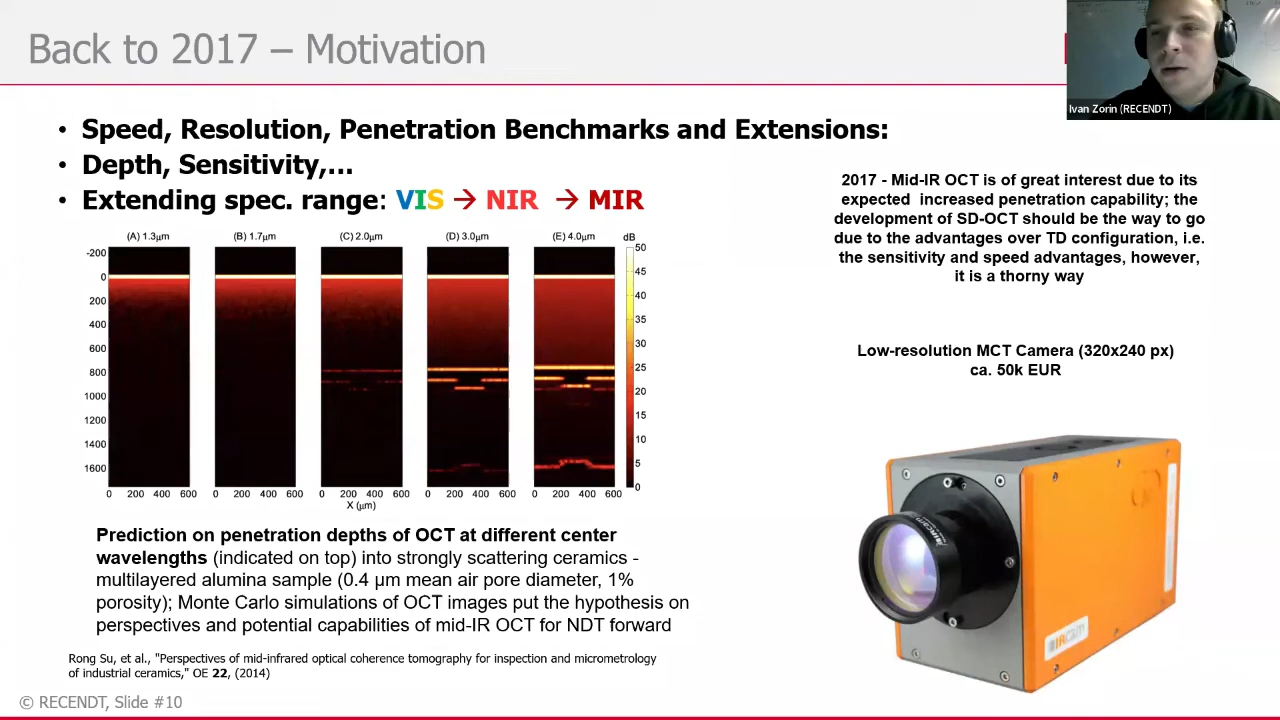 Back to 2017 – Motivation
Ivan Zorin (RECENDT)
• Speed, Resolution, Penetration Benchmarks and Extensions:
• Depth, Sensitivity,...
• Extending spec. range: VIS → NIR → MIR
(A) 1.3µm (B) 1.7µm (C) 2.0µm (D) 3.0µm (E) 4.0µm dB
-200
0
200
400
600
800
1000
1200
1400
1600
50
45
40
35
30
25
20
15
10
5
0
0 200 400 600 0 200 400 600 0 200 400 600 0 200 400 600 0 200 400 600
X (µm)
Prediction on penetration depths of OCT at different center
wavelengths (indicated on top) into strongly scattering ceramics -
multilayered alumina sample (0.4 µm mean air pore diameter, 1%
porosity); Monte Carlo simulations of OCT images put the hypothesis on
perspectives and potential capabilities of mid-IR OCT for NDT forward
Rong Su, et al., "Perspectives of mid-infrared optical coherence tomography for inspection and micrometrology
of industrial ceramics," OE 22, (2014)
2017 - Mid-IR OCT is of great interest due to its
expected increased penetration capability; the
development of SD-OCT should be the way to go
due to the advantages over TD configuration, i.e.
the sensitivity and speed advantages, however,
it is a thorny way
Low-resolution MCT Camera (320x240 px)
ca. 50k EUR
IRcam
© RECENDT, Slide #10